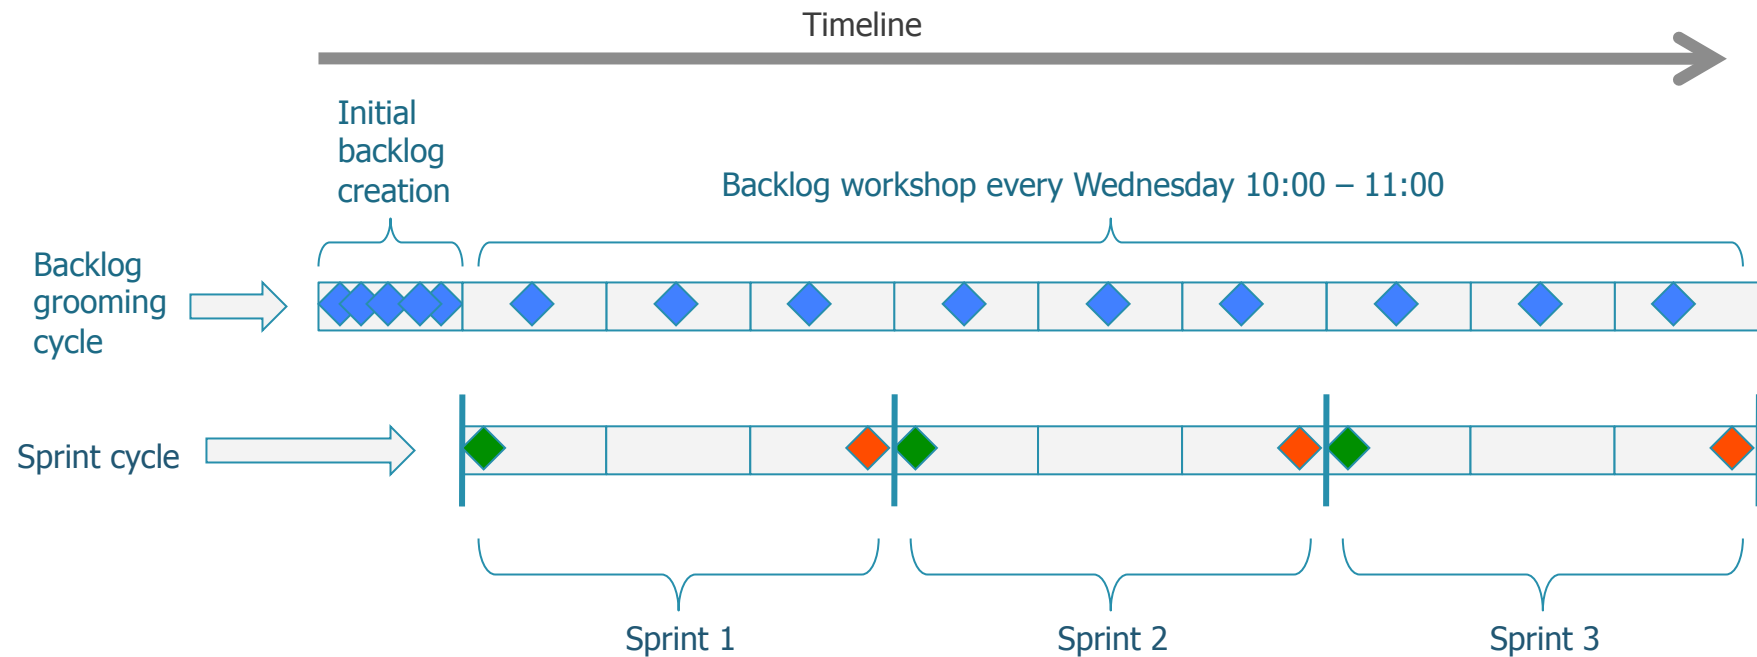 Timeline
Initial
backlog
creation
Backlog workshop every Wednesday 10:00 – 11:00
Backlog
grooming
cycle
Sprint cycle
Sprint 1
Sprint 2
Sprint 3